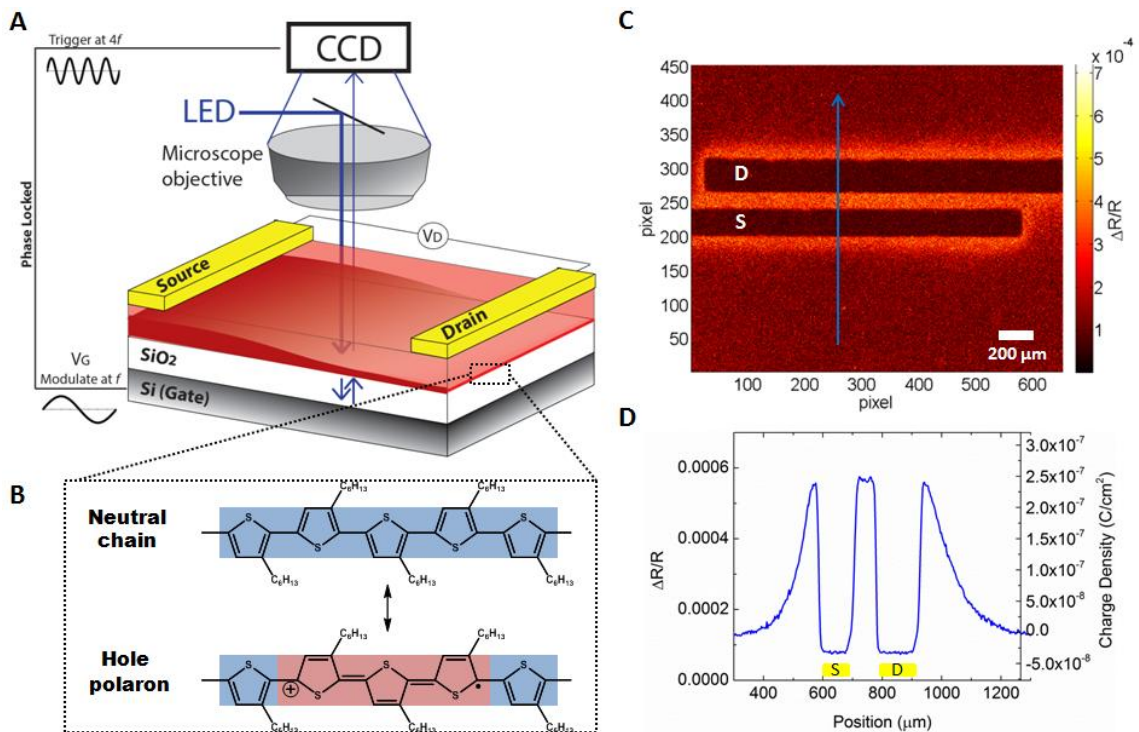 A
Trigger at 4f
CCD
LED
Microscope
objective
Phase Locked
VD
Source
Drain
SiO2
Si (Gate)
VG
Modulate at f
B
Neutral
chain
C6H13
C6H13
S
S
S
S
S
C6H13
C6H13
C6H13
Hole
polaron
C6H13
C6H13
S
S
S
S
S
C6H13
C6H13
C6H13
C
x 10-4
450
400
350
300
250
200
150
100
50
pixel
D
S
200 μm
100 200 300 400 500 600
pixel
7
6
5
4
3
2
1
ΔR/R
D
0.0006
0.0004
0.0002
0.0000
ΔR/R
3.0x10-7
2.5x10-7
2.0x10-7
1.5x10-7
1.0x10-7
5.0x10-8
0.0
-5.0x10-8
Charge Density (C/cm2)
S D
400 600 800 1000 1200
Position (μm)